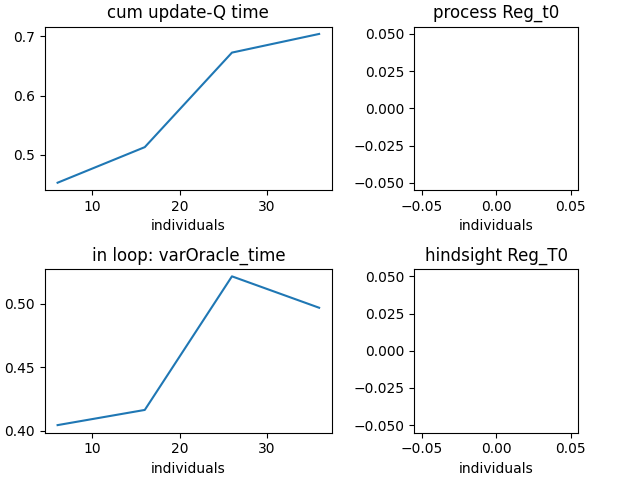 cum update-Q time
0.7
0.6
0.5
10 20 30
individuals
process Reg_t0
0.050
0.025
0.000
−0.025
−0.050
−0.05 0.00 0.05
individuals
in loop: varOracle_time
0.50
0.45
0.40
10 20 30
individuals
hindsight Reg_T0
0.050
0.025
0.000
−0.025
−0.050
−0.05 0.00 0.05
individuals